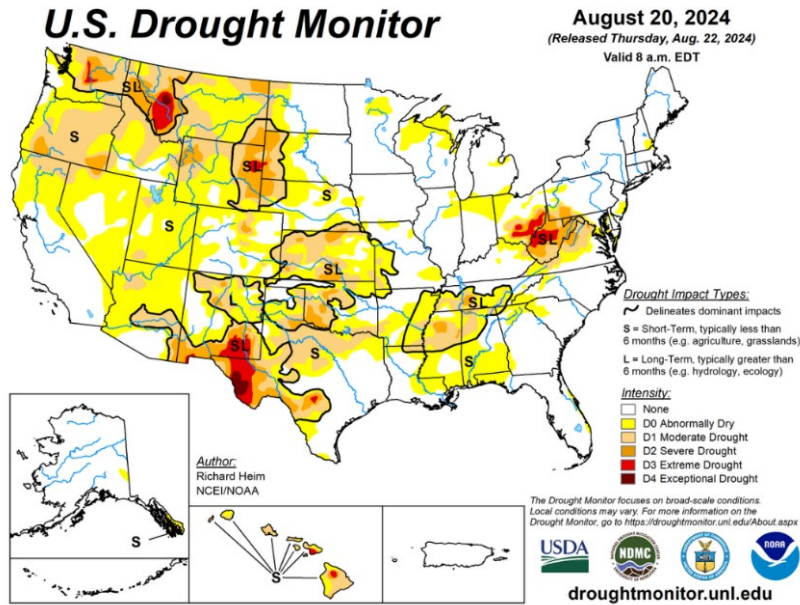 U.S. Drought Monitor
August 20, 2024
(Released Thursday, Aug. 22, 2024)
Valid 8 a.m. EDT
SL
S
SL
S
S
SL
L
SL
S
SL
SL
S
S
S
Drought Impact Types:
Delineates dominant impacts
S = Short-Term, typically less than
6 months (e.g. agriculture, grasslands)
L = Long-Term, typically greater than
6 months (e.g. hydrology, ecology)
Intensity:
None
D0 Abnormally Dry
D1 Moderate Drought
D2 Severe Drought
D3 Extreme Drought
D4 Exceptional Drought
Author:
Richard Heim
NCEI/NOAA
The Drought Monitor focuses on broad-scale conditions.
Local conditions may vary. For more information on the
Drought Monitor, go to https://droughtmonitor.unl.edu/About.aspx
USDA
NDMC
NOAA
droughtmonitor.unl.edu